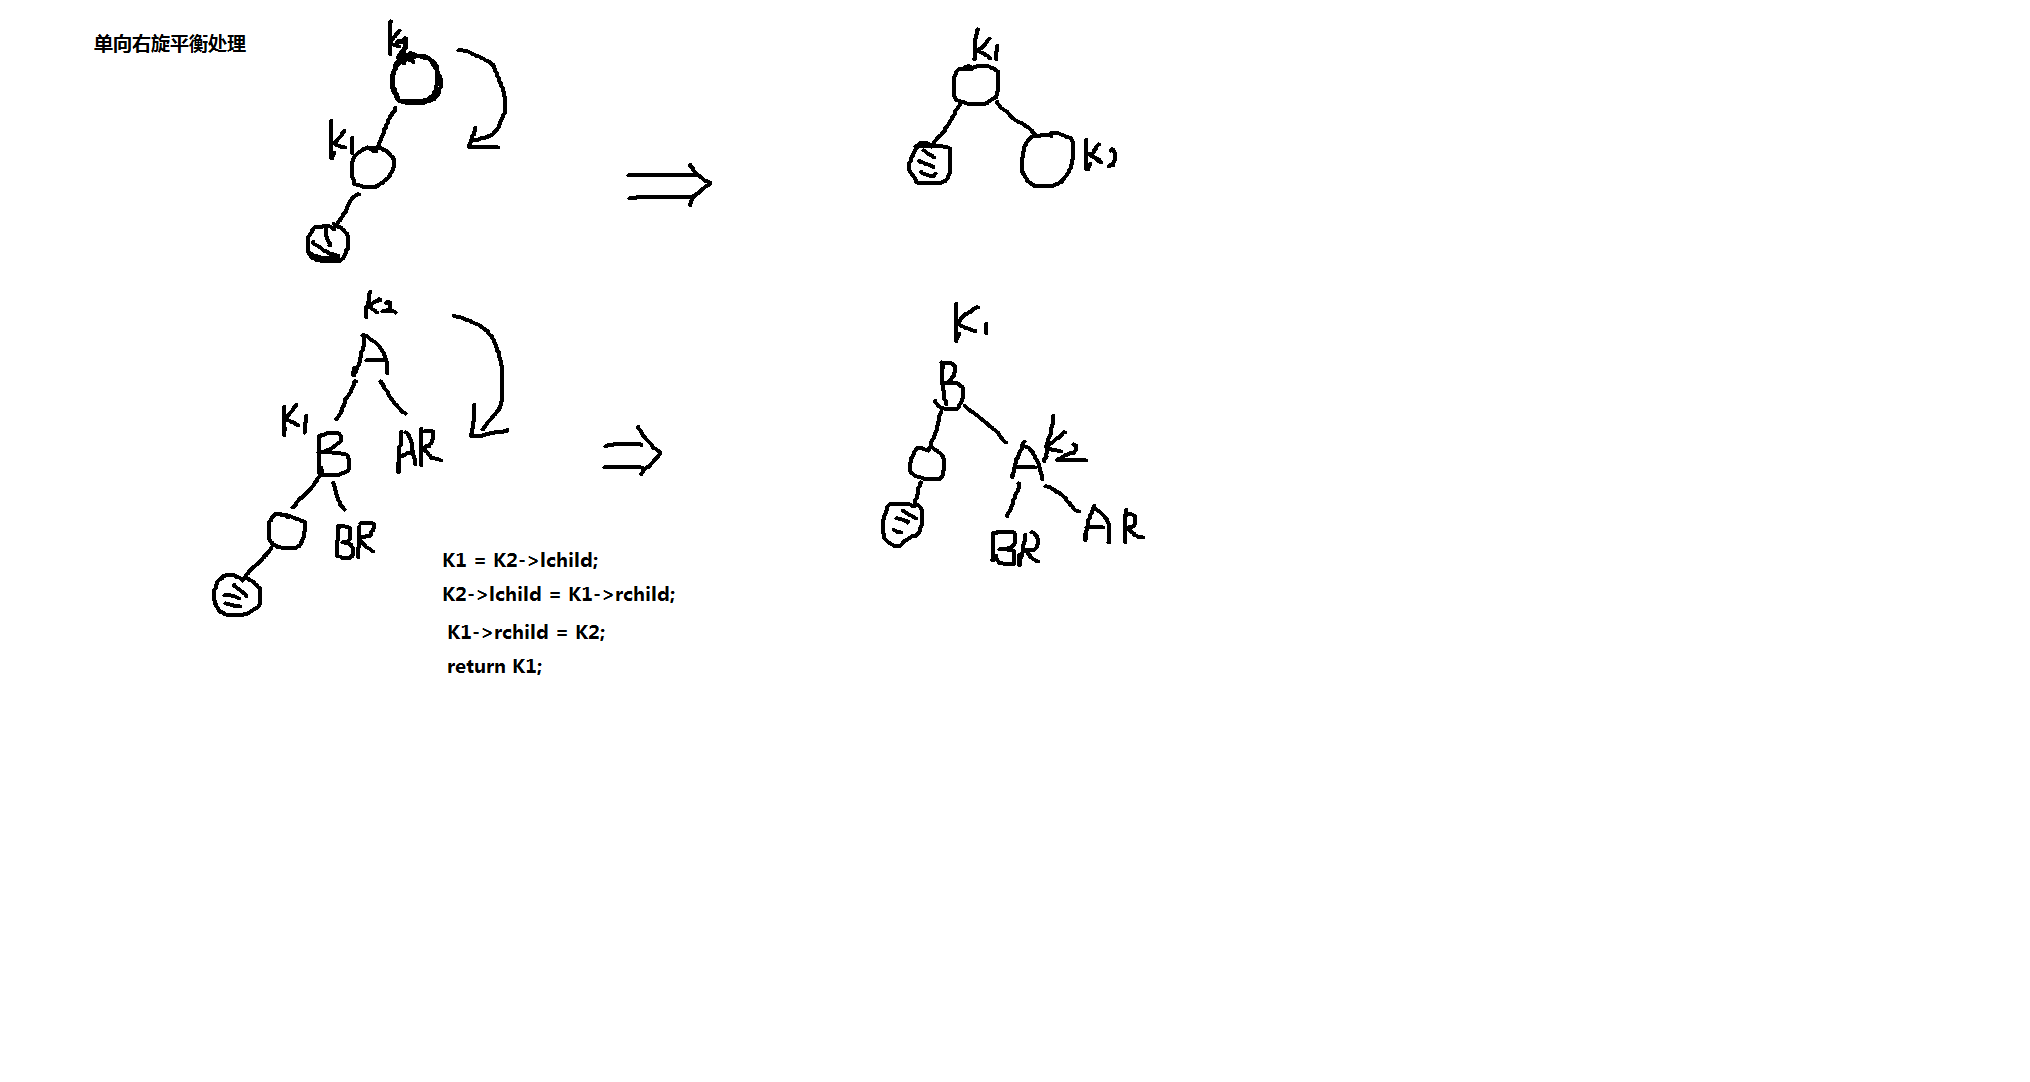 单向右旋平衡处理
K2
K1
K1
K2
K2
A
K1
B
AR
BR
K1
B
A
K2
BR
AR
K1 = K2->lchild;
K2->lchild = K1->rchild;
K1->rchild = K2;
return K1;